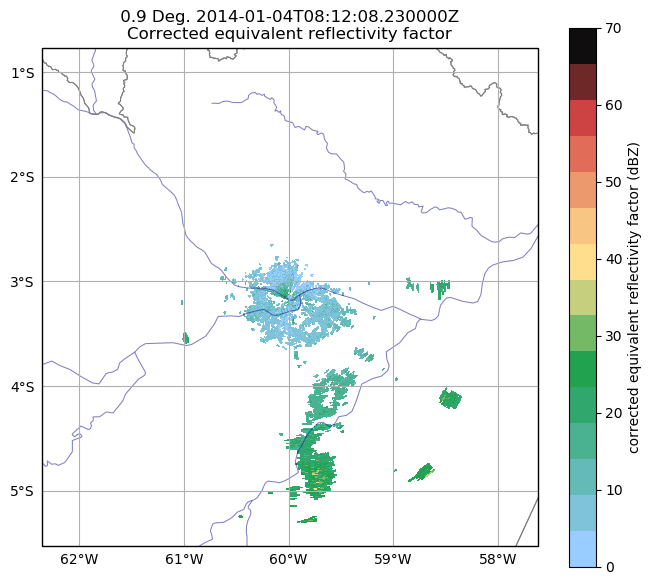 0.9 Deg. 2014-01-04T08:12:08.230000Z
Corrected equivalent reflectivity factor
1°S
2°S
3°S
4°S
5°S
62°W
61°W
60°W
59°W
58°W
70
60
50
40
30
20
10
0
corrected equivalent reflectivity factor (dBZ)